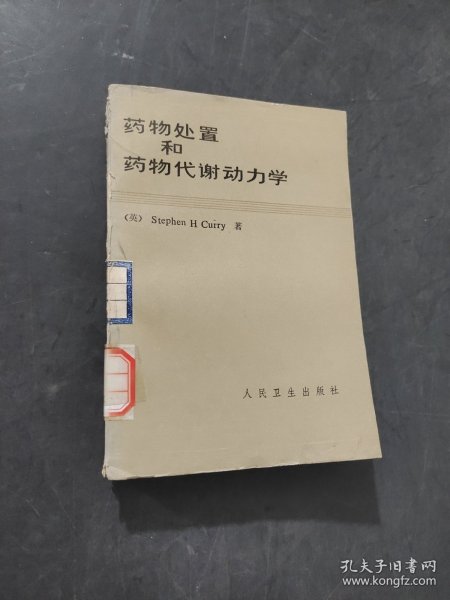 药物处置
和
药物代谢动力学
〈英〉 Stephen H Curry 著
人民卫生出版社
孔夫子旧书网
www.kongfz.com